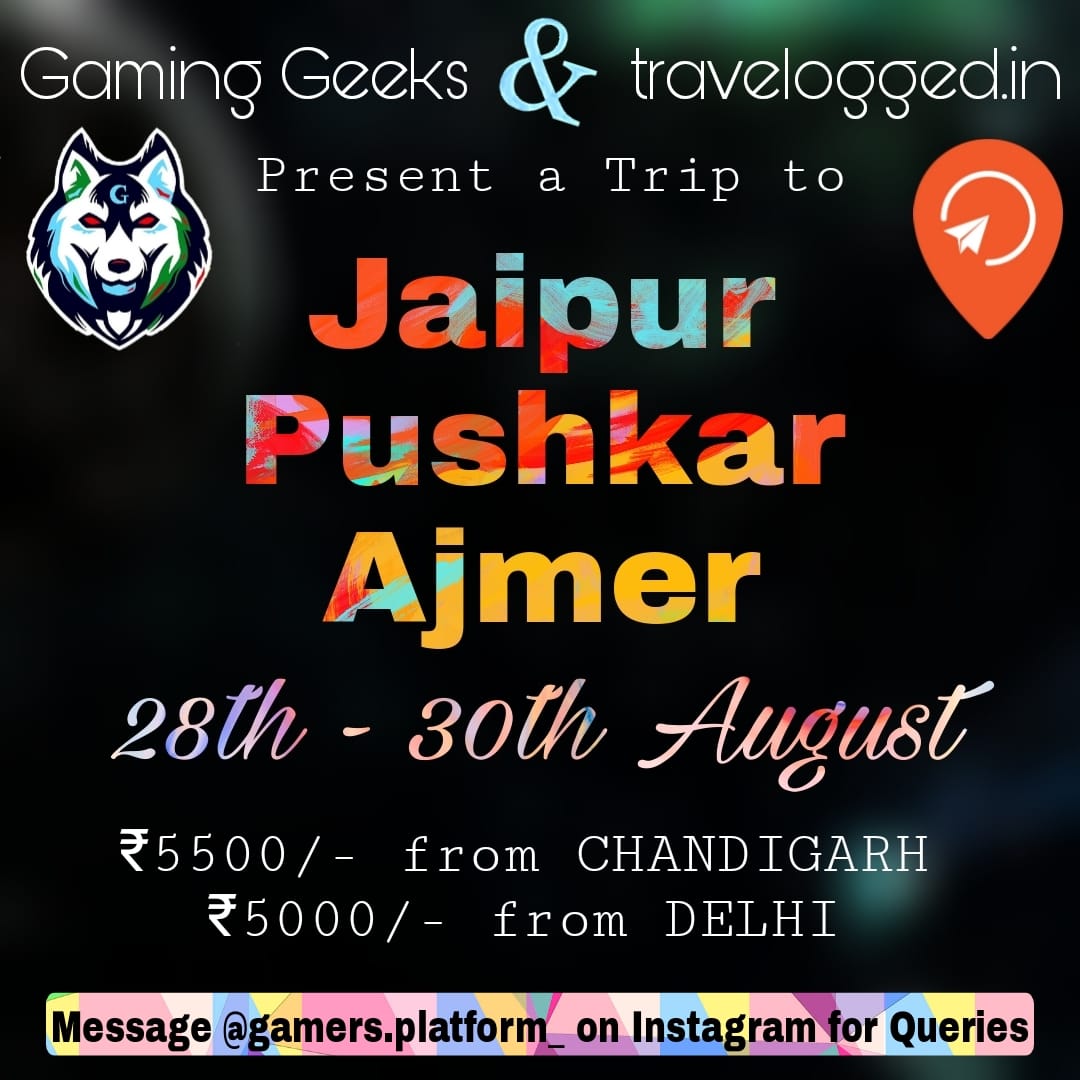 Gaming Geeks & travelogged.in
Present a Trip to
G
Jaipur
Pushkar
Ajmer
28th - 30th August
₹5500/- from CHANDIGARH
₹5000/- from DELHI
Message @gamers.platform_ on Instagram for Queries